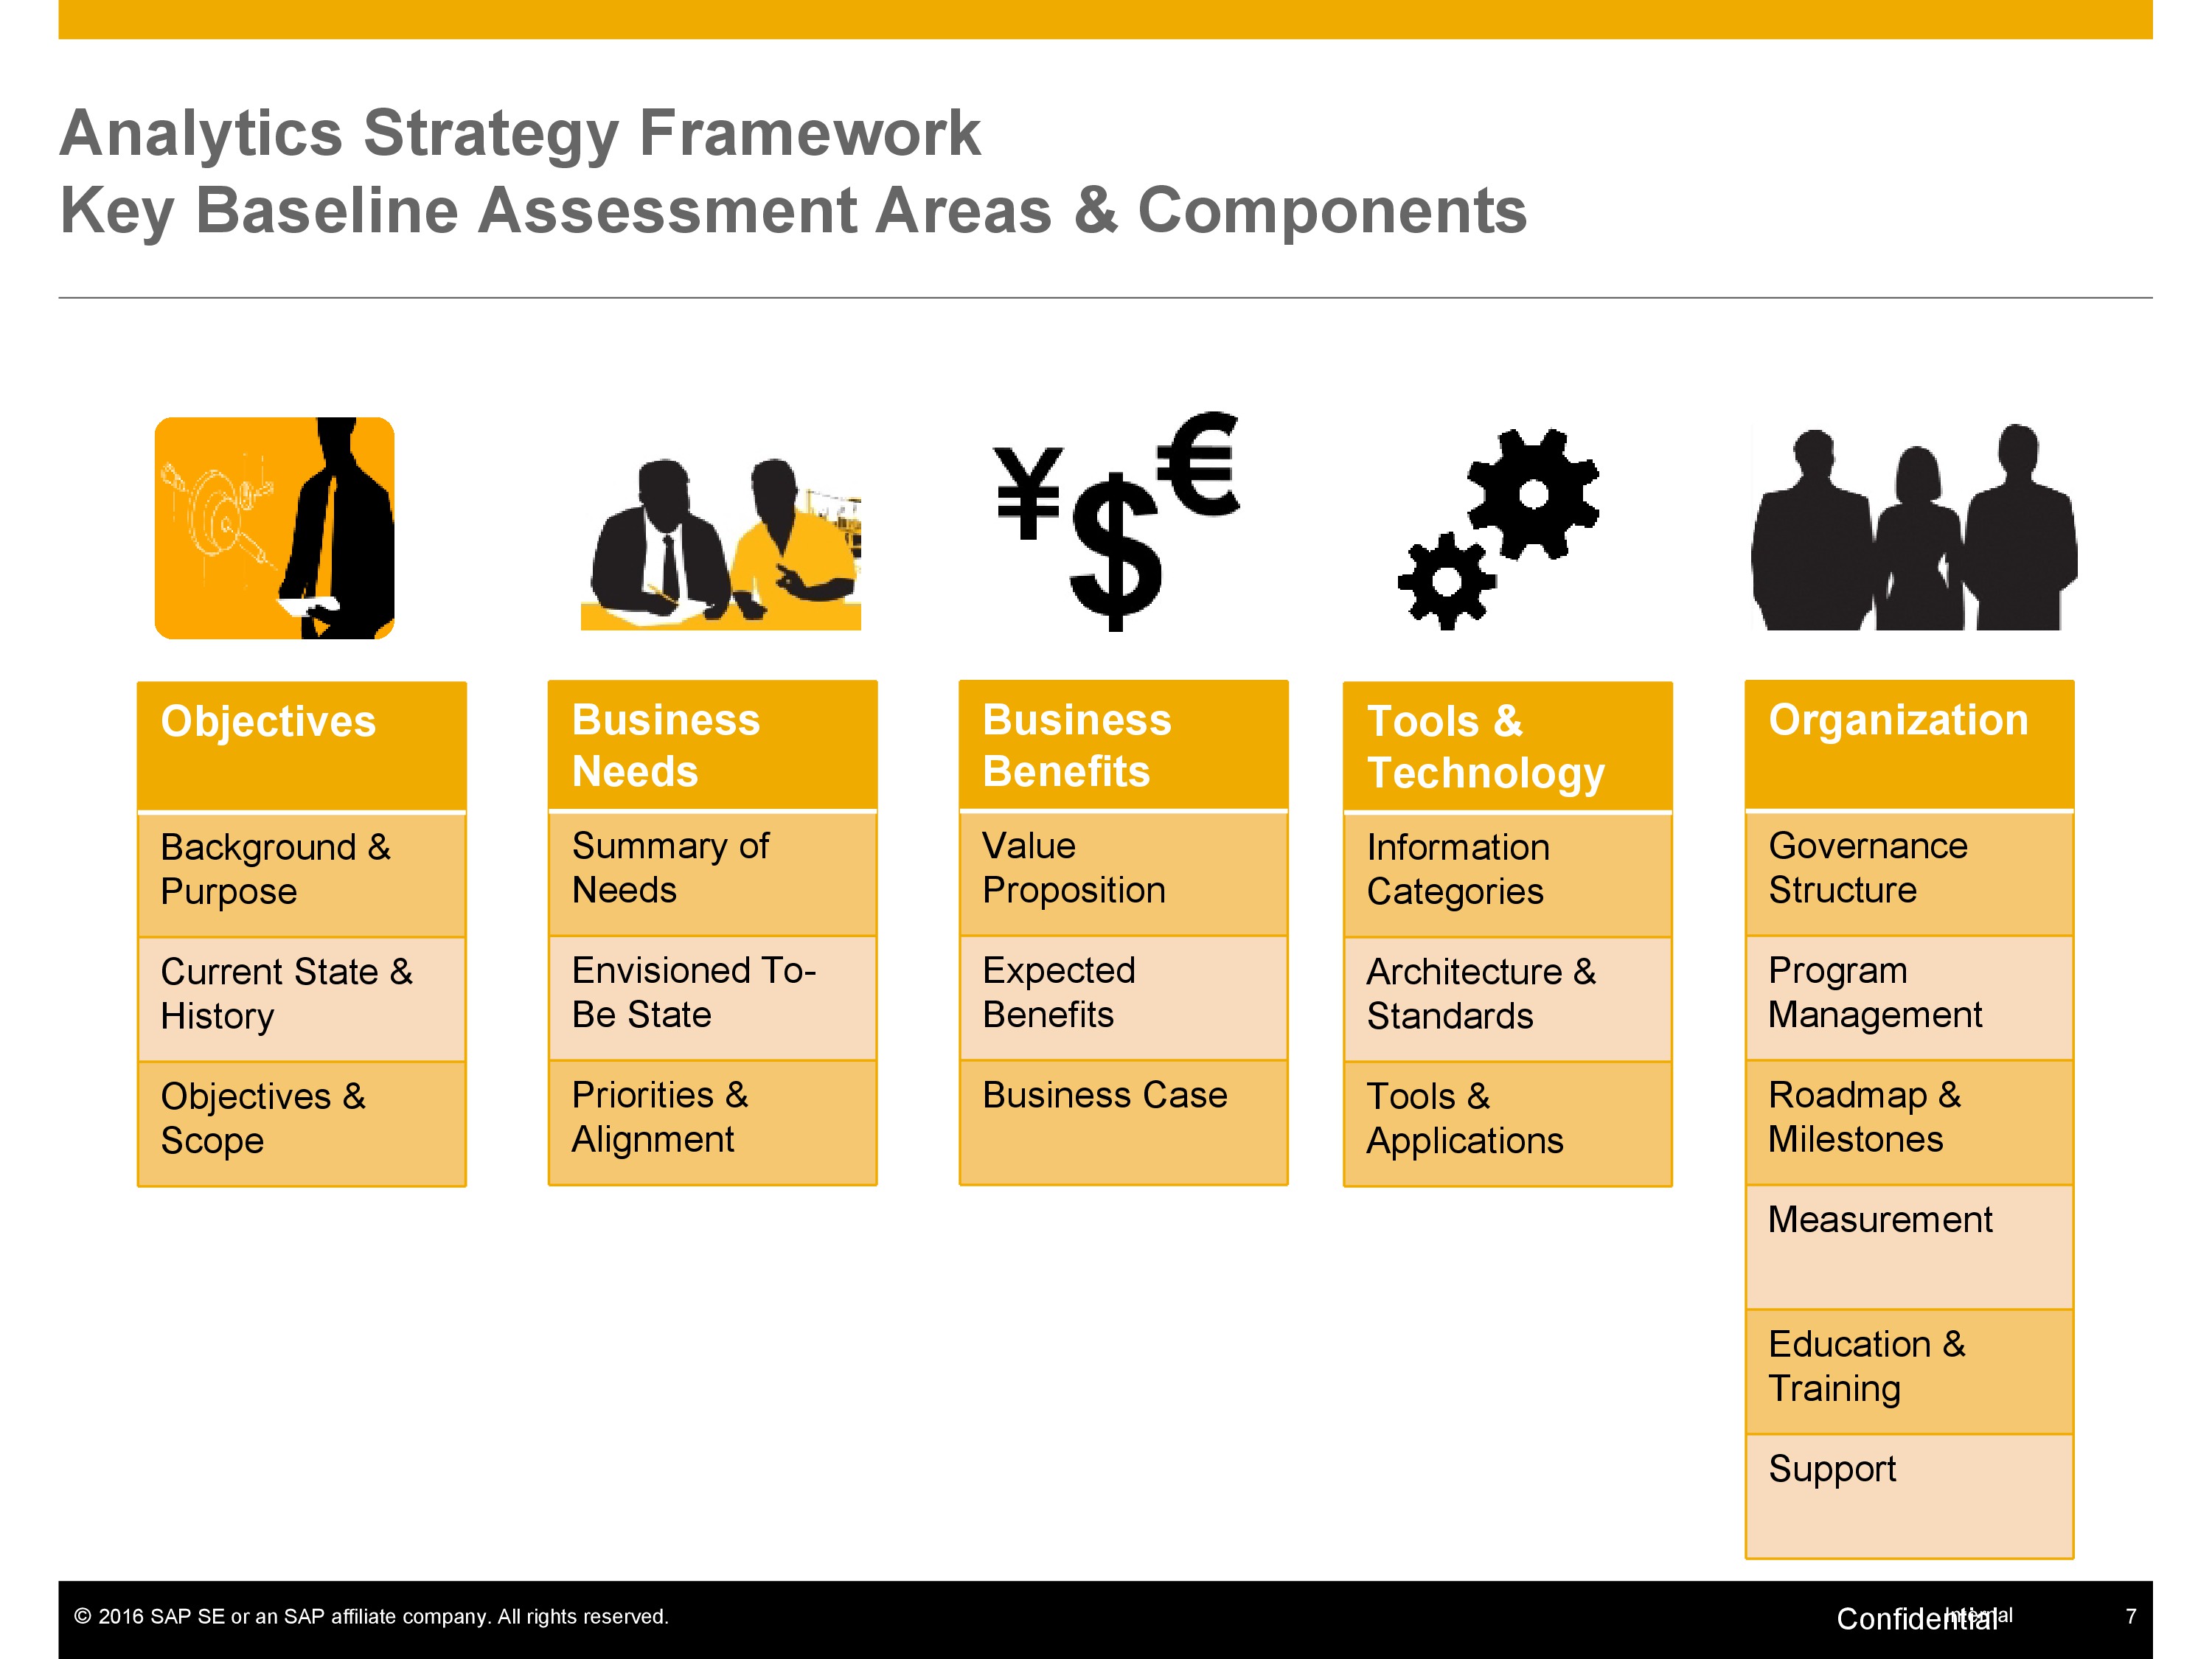 Analytics Strategy Framework
Key Baseline Assessment Areas & Components
¥ $ €
Objectives
Background &
Purpose
Current State &
History
Objectives &
Scope
Business
Needs
Summary of
Needs
Envisioned To-
Be State
Priorities &
Alignment
Business
Benefits
Value
Proposition
Expected
Benefits
Business Case
Tools &
Technology
Information
Categories
Architecture &
Standards
Tools &
Applications
Organization
Governance
Structure
Program
Management
Roadmap &
Milestones
Measurement
Education &
Training
Support
© 2016 SAP SE or an SAP affiliate company. All rights reserved.
Confidential
Internal
7